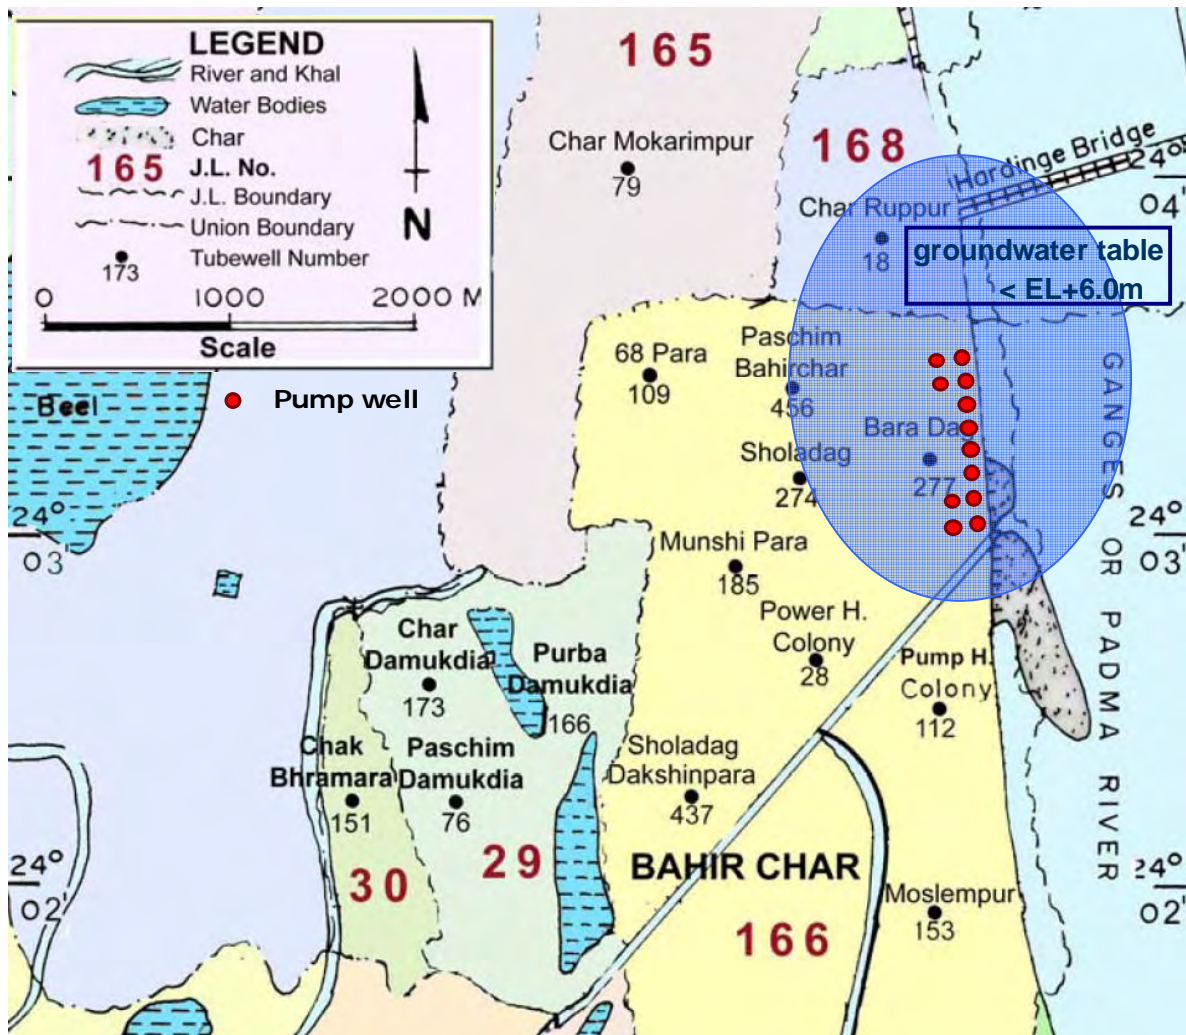 LEGEND
River and Khal
Water Bodies
Char
165 J.L. No.
J.L. Boundary
Union Boundary
173 Tubewell Number
N
0 1000 2000 M
Scale
Pump well
Beel
165
Char Mokarimpur
79
168
Char Ruppur
18
Hardinge Bridge
24°
04'
groundwater table
< EL+6.0m
68 Para
109
Paschim
Bahirchar
456
Bara Dag
277
Sholadag
274
GANGES OR PADMA RIVER
24°
03'
24°
03'
Munshi Para
185
Power H.
Colony
28
Pump H.
Colony
112
Char
Damukdia
173
Purba
Damukdia
166
Chak
Bhramara
151
Paschim
Damukdia
76
Sholadag
Dakshinpara
437
30
29
BAHIR CHAR
166
Moslempur
153
24°
02'
24°
02'